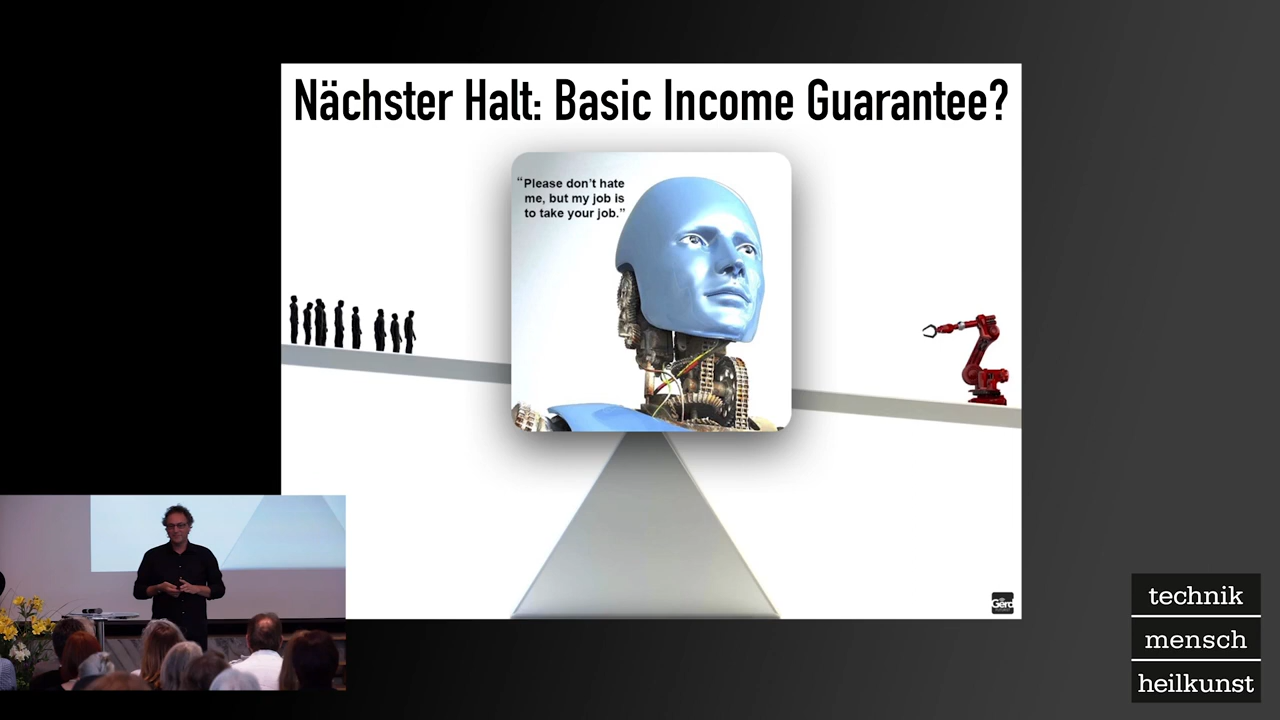 Nächster Halt: Basic Income Guarantee?
“Please don’t hate
me, but my job is
to take your job.”
Gerd
technik
mensch
heilkunst